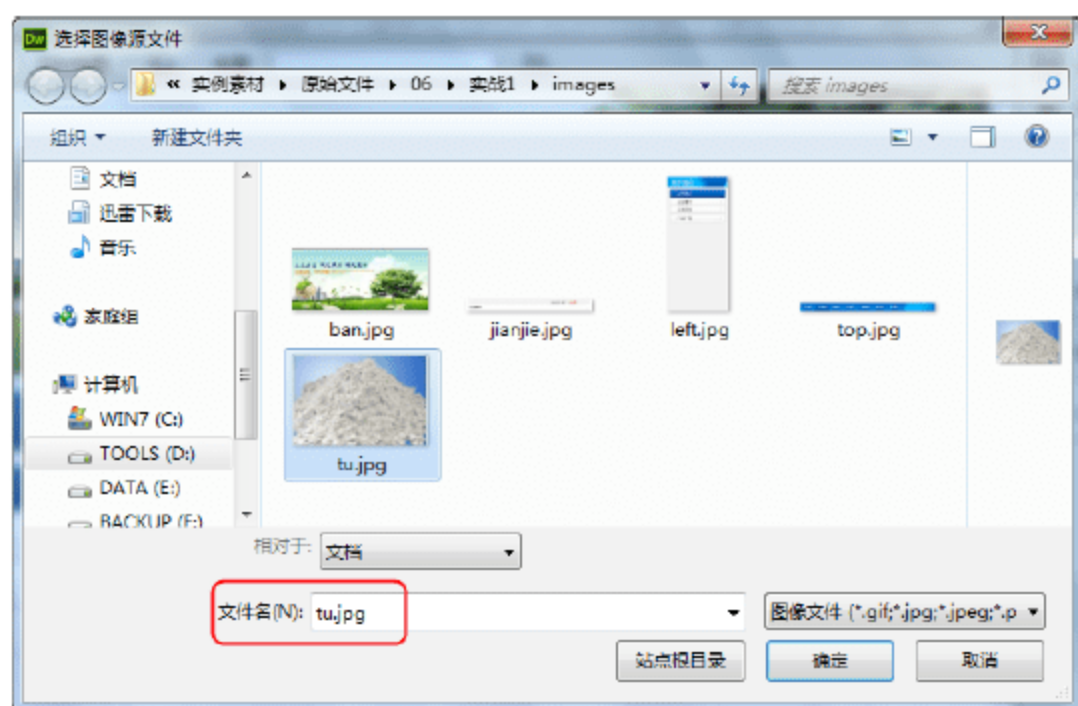 Dw 选择图像源文件
« 实例素材 ▸ 原始文件 ▸ 06 ▸ 实战1 ▸ images
搜索 images
组织 新建文件夹
文档
迅雷下载
音乐
家庭组
计算机
WIN7 (C:)
TOOLS (D:)
DATA (E:)
BACKUP (F:)
ban.jpg
jianjie.jpg
left.jpg
top.jpg
tu.jpg
相对于: 文档
文件名(N): tu.jpg
图像文件 (*.gif;*.jpg;*.jpeg;*.p
站点根目录 确定 取消